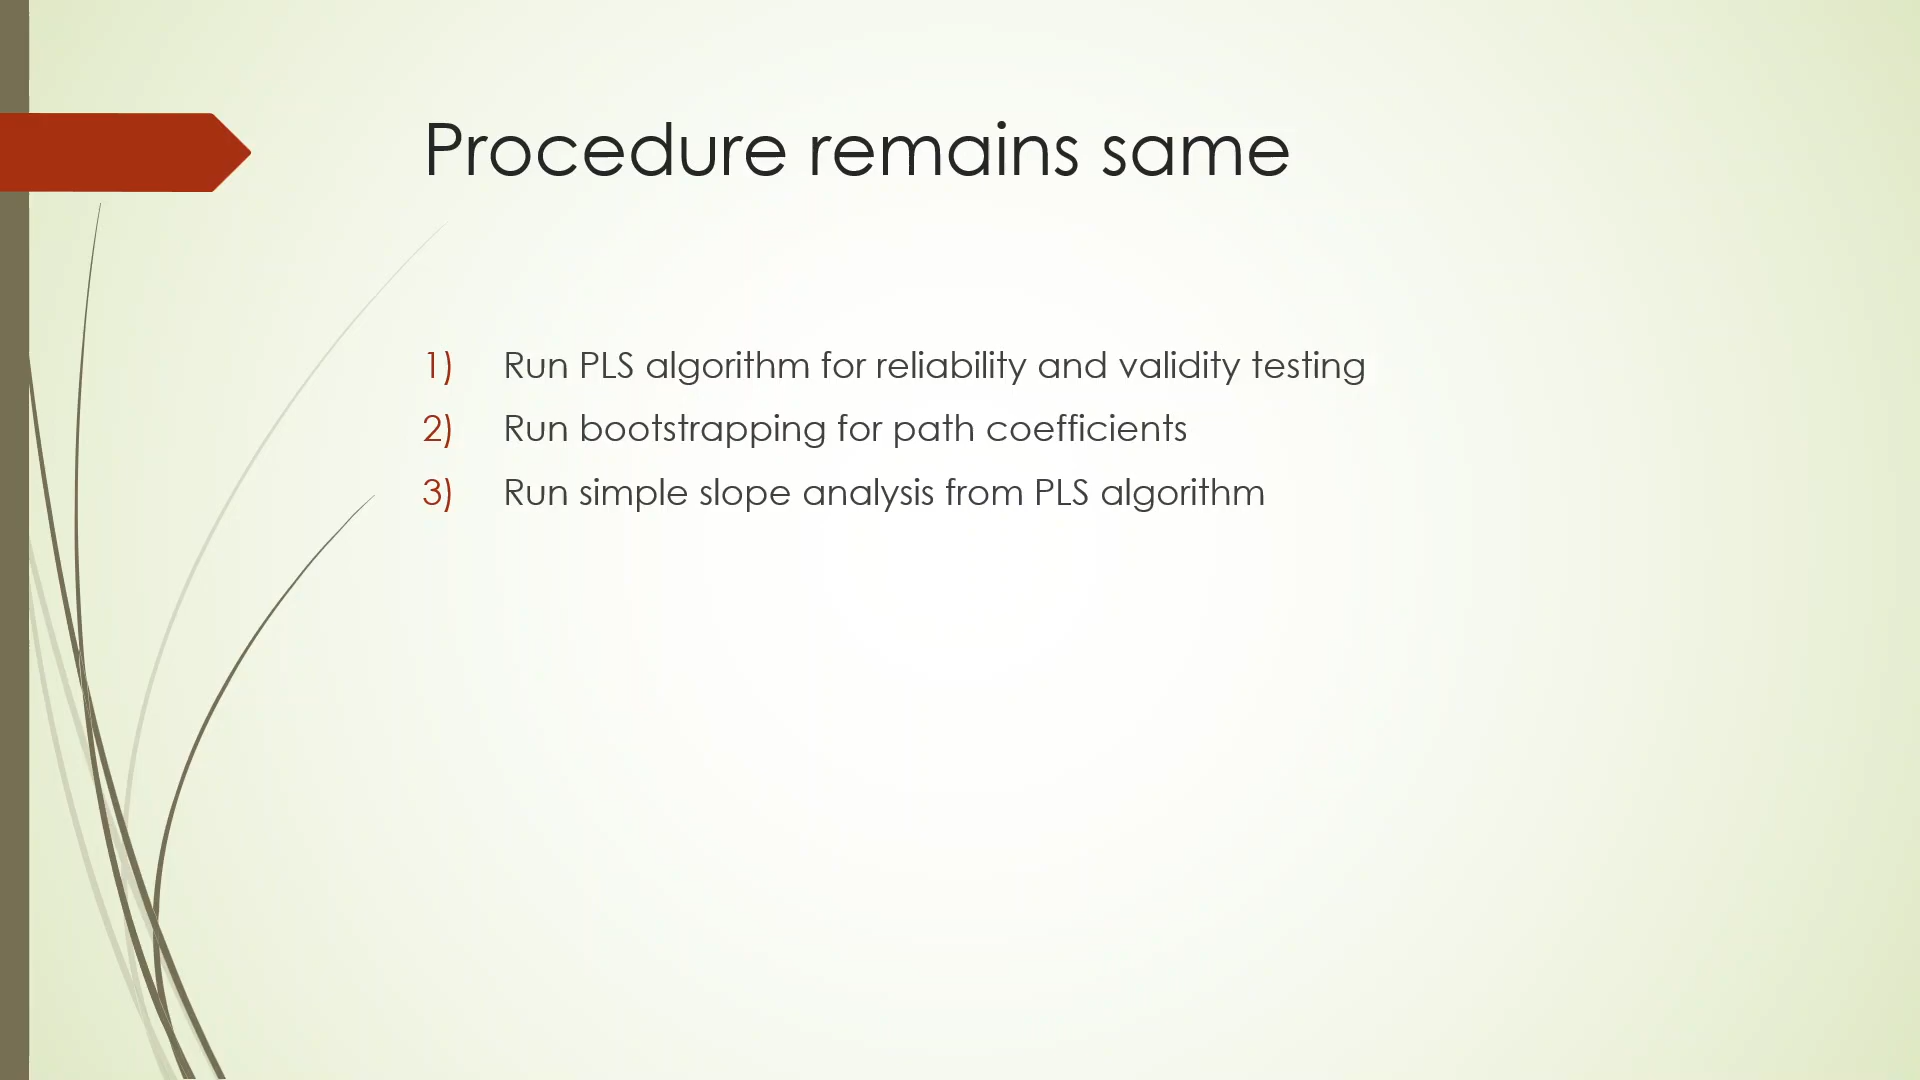 Procedure remains same
1) Run PLS algorithm for reliability and validity testing
2) Run bootstrapping for path coefficients
3) Run simple slope analysis from PLS algorithm